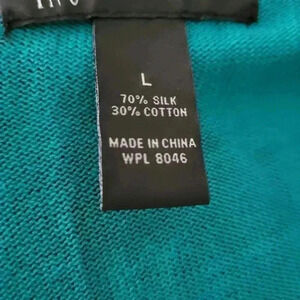 L
70% SILK
30% COTTON
MADE IN CHINA
WPL 8046